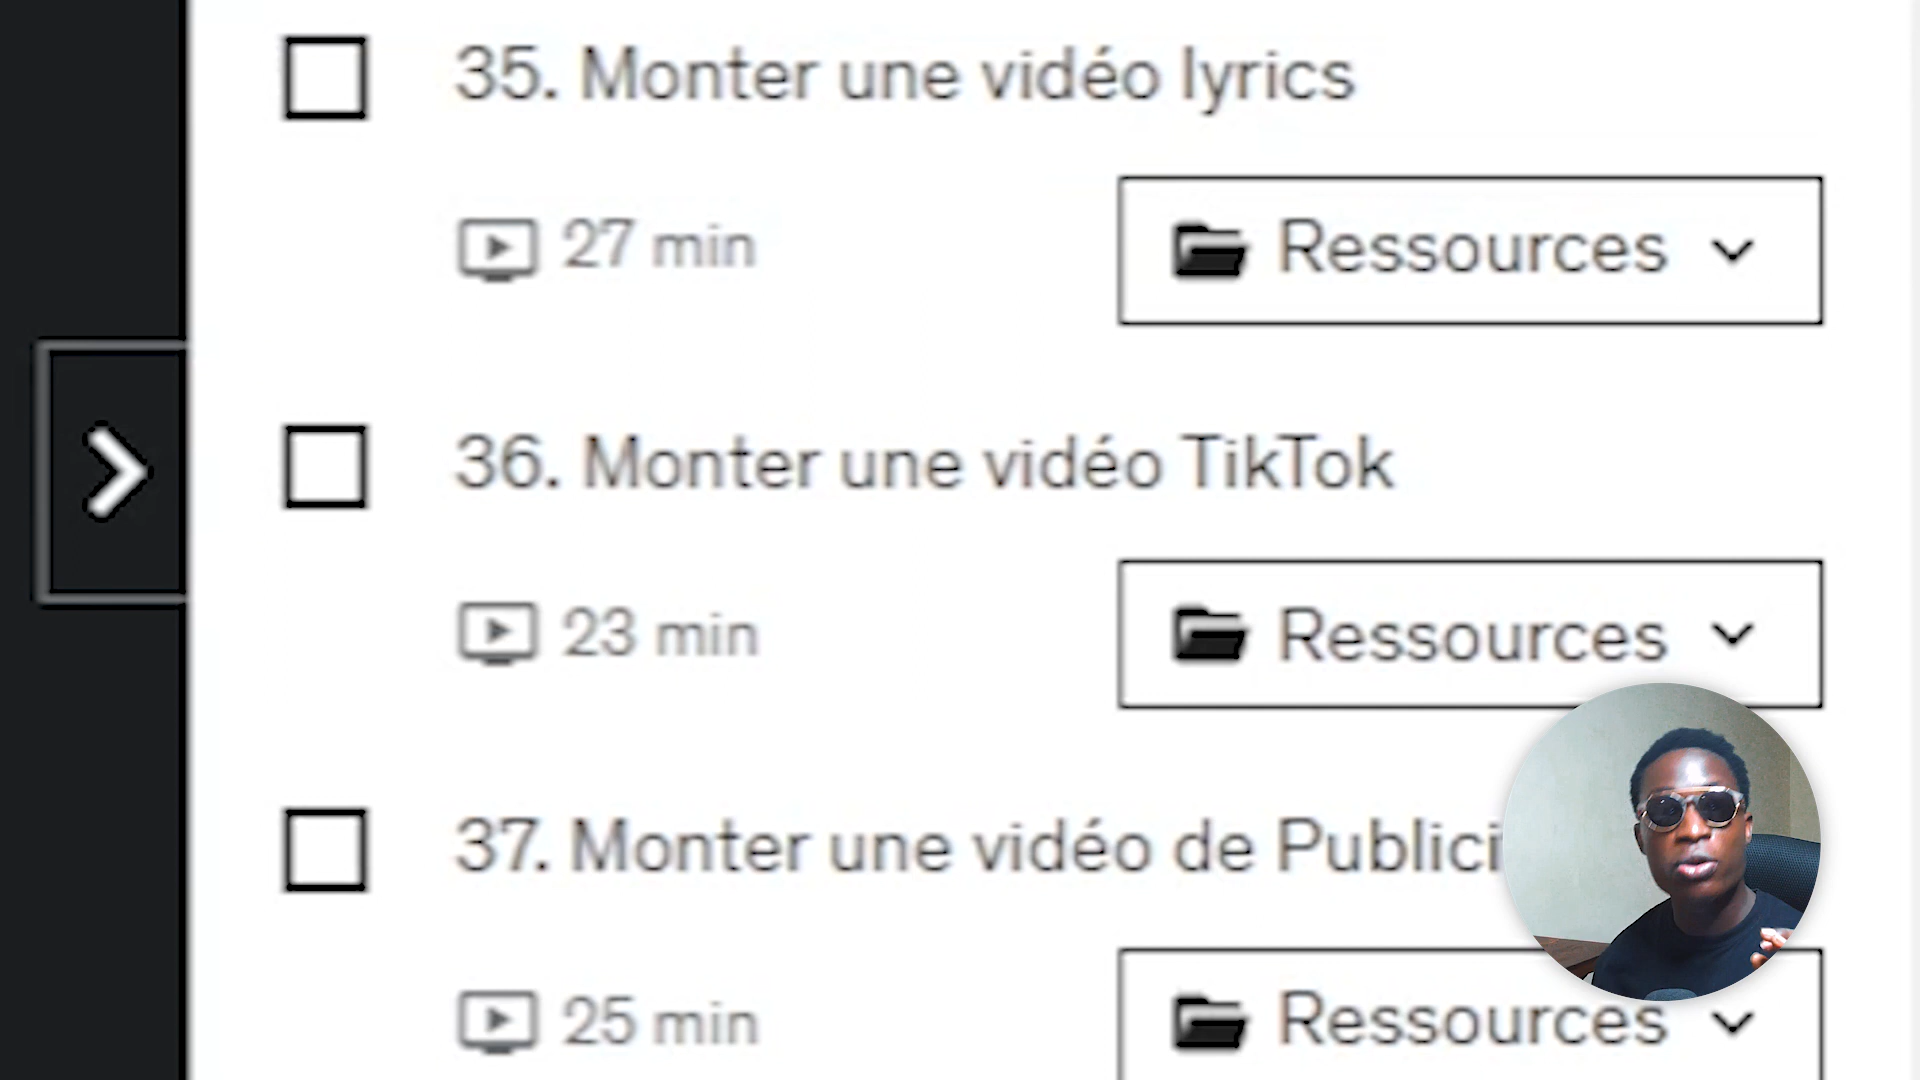 35. Monter une vidéo lyrics
27 min
Ressources
36. Monter une vidéo TikTok
23 min
Ressources
37. Monter une vidéo de Publici
25 min
Ressources